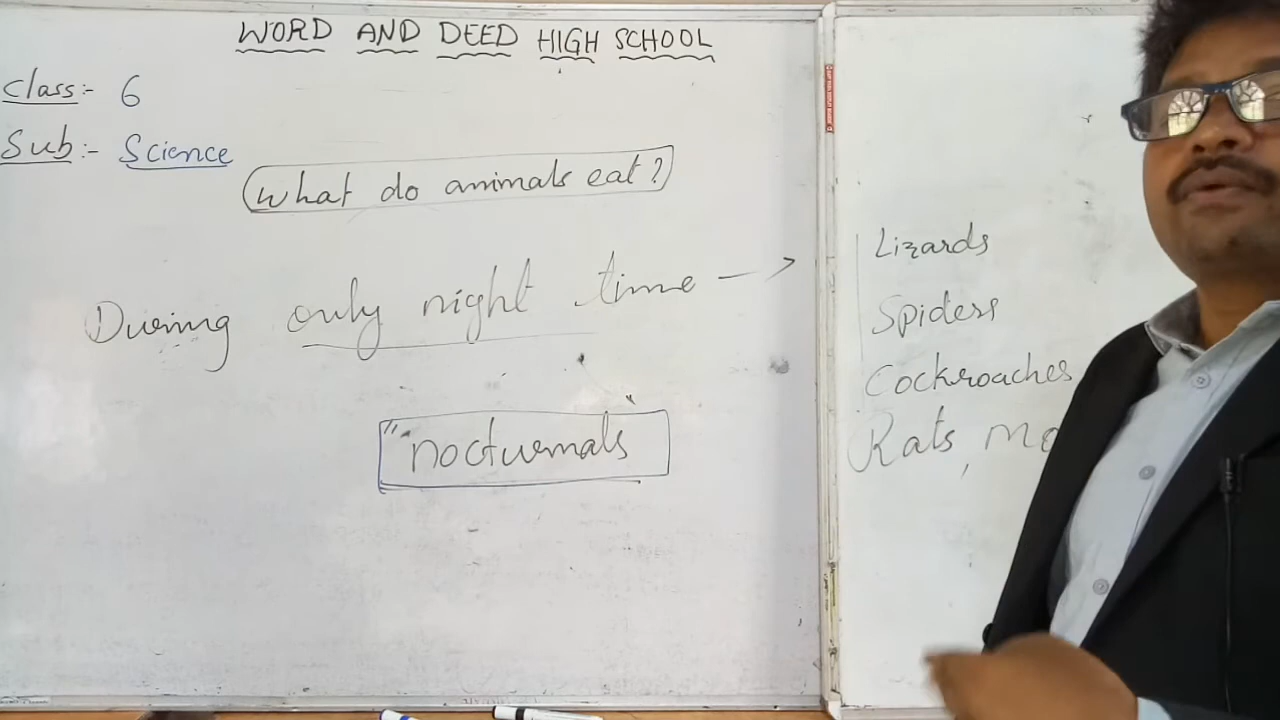 WORD AND DEED HIGH SCHOOL
Class:- 6
Sub:- Science
What do animals eat?
During only night time →
"nocturnals
Lizards
Spiders
Cockroaches
Rats,